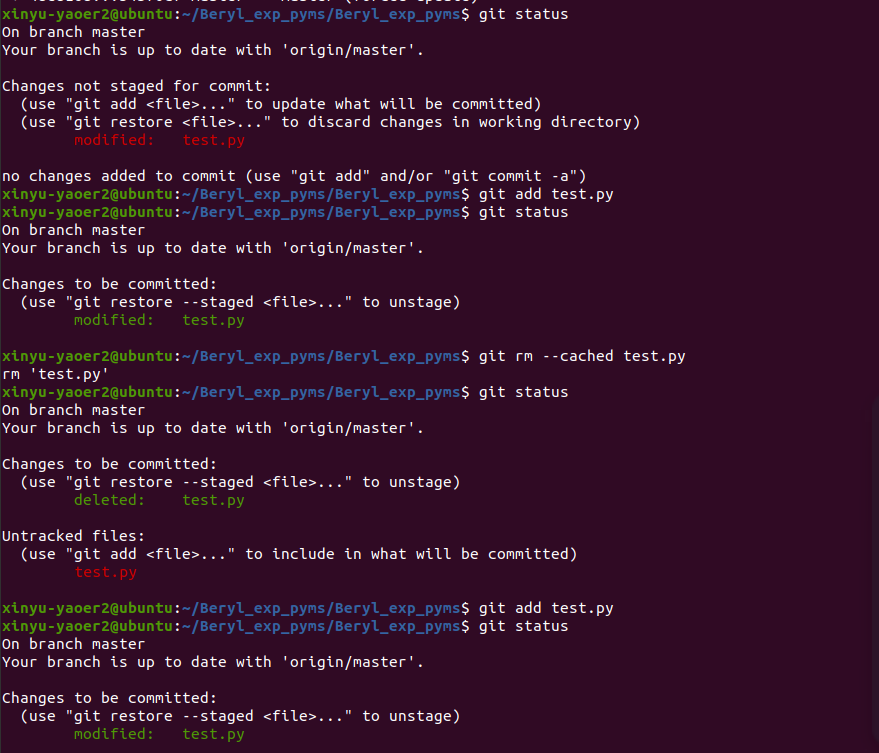 xinyu-yaoer2@ubuntu:~/Beryl_exp_pyms/Beryl_exp_pyms$ git status
On branch master
Your branch is up to date with 'origin/master'.
Changes not staged for commit:
  (use "git add <file>..." to update what will be committed)
  (use "git restore <file>..." to discard changes in working directory)
        modified:   test.py
no changes added to commit (use "git add" and/or "git commit -a")
xinyu-yaoer2@ubuntu:~/Beryl_exp_pyms/Beryl_exp_pyms$ git add test.py
xinyu-yaoer2@ubuntu:~/Beryl_exp_pyms/Beryl_exp_pyms$ git status
On branch master
Your branch is up to date with 'origin/master'.
Changes to be committed:
  (use "git restore --staged <file>..." to unstage)
        modified:   test.py
xinyu-yaoer2@ubuntu:~/Beryl_exp_pyms/Beryl_exp_pyms$ git rm --cached test.py
rm 'test.py'
xinyu-yaoer2@ubuntu:~/Beryl_exp_pyms/Beryl_exp_pyms$ git status
On branch master
Your branch is up to date with 'origin/master'.
Changes to be committed:
  (use "git restore --staged <file>..." to unstage)
        deleted:    test.py
Untracked files:
  (use "git add <file>..." to include in what will be committed)
        test.py
xinyu-yaoer2@ubuntu:~/Beryl_exp_pyms/Beryl_exp_pyms$ git add test.py
xinyu-yaoer2@ubuntu:~/Beryl_exp_pyms/Beryl_exp_pyms$ git status
On branch master
Your branch is up to date with 'origin/master'.
Changes to be committed:
  (use "git restore --staged <file>..." to unstage)
        modified:   test.py